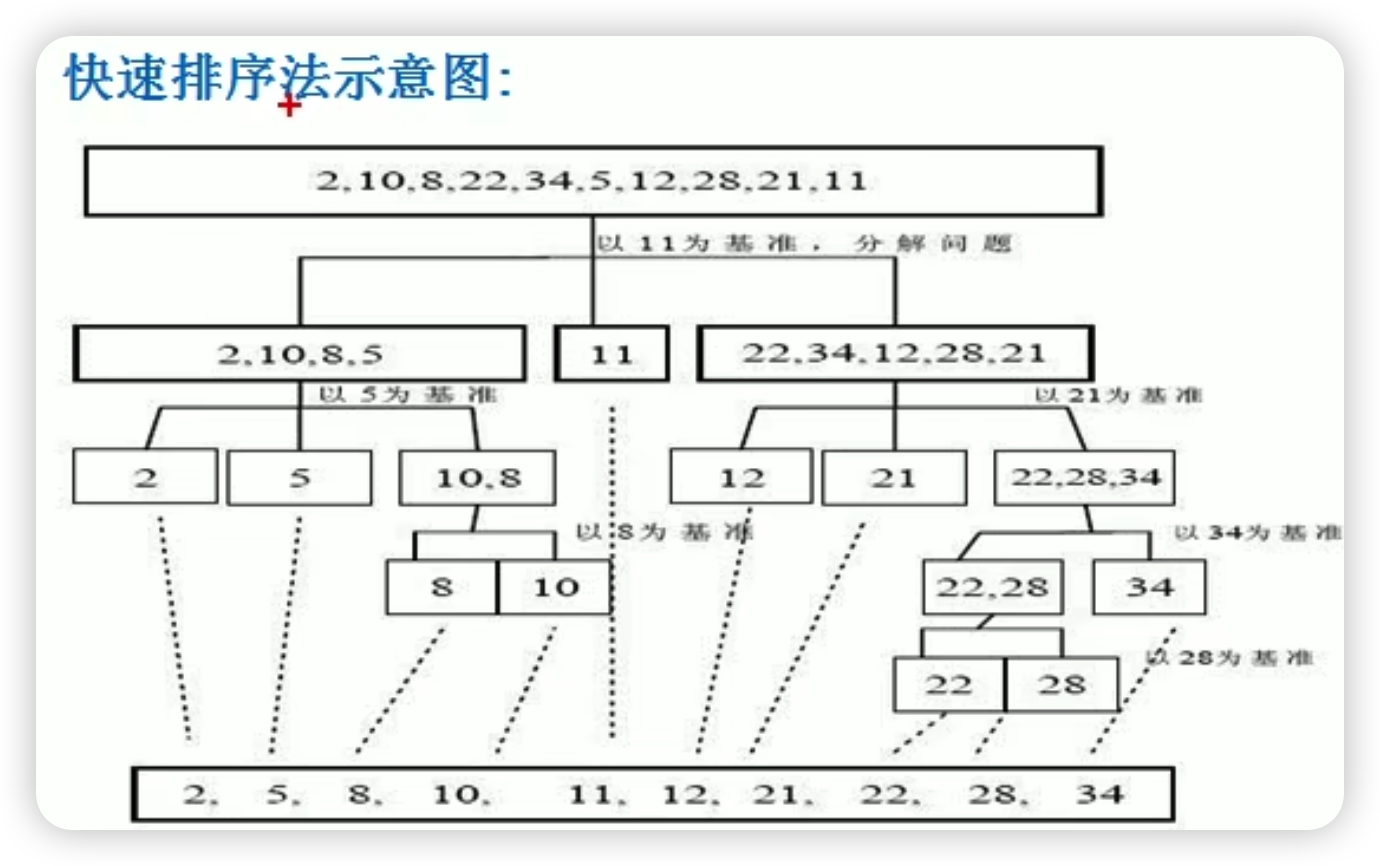 快速排序法示意图:
2,10,8,22,34,5,12,28,21,11
以 11为 基 准， 分 解 问 题
2,10,8,5
11
22,34,12,28,21
以 5为 基 准
以 21为 基 准
2
5
10,8
12
21
22,28,34
以 8为 基 准
以 34为 基 准
8
10
22,28
34
以 28为 基 准
22
28
2, 5, 8, 10, 11, 12, 21, 22, 28, 34